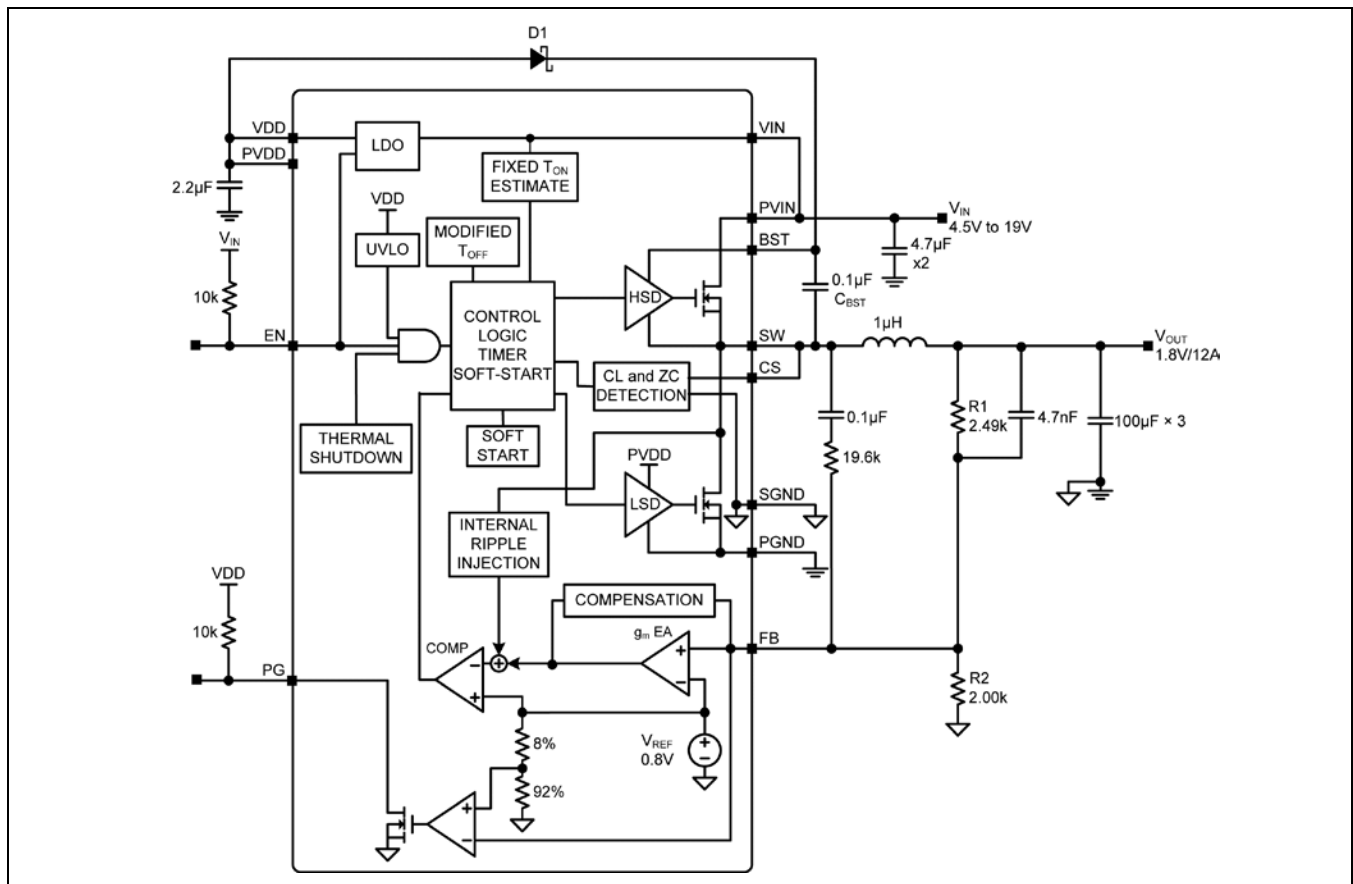 D1
VDD
PVDD
LDO
VIN
FIXED TON
ESTIMATE
2.2µF
VDD
PVIN
VIN
4.5V to 19V
UVLO
MODIFIED
TOFF
BST
4.7µF
x2
VIN
10k
HSD
0.1µF
CBST
EN
CONTROL
LOGIC
TIMER
SOFT-START
SW
1µH
VOUT
1.8V/12A
CS
CL and ZC
DETECTION
THERMAL
SHUTDOWN
SOFT
START
0.1µF
19.6k
R1
2.49k
4.7nF
100µF × 3
PVDD
LSD
SGND
INTERNAL
RIPPLE
INJECTION
PGND
VDD
10k
COMPENSATION
gm EA
FB
COMP
PG
+
-
+
+
-
R2
2.00k
8%
VREF
0.8V
+
-
92%
+
-